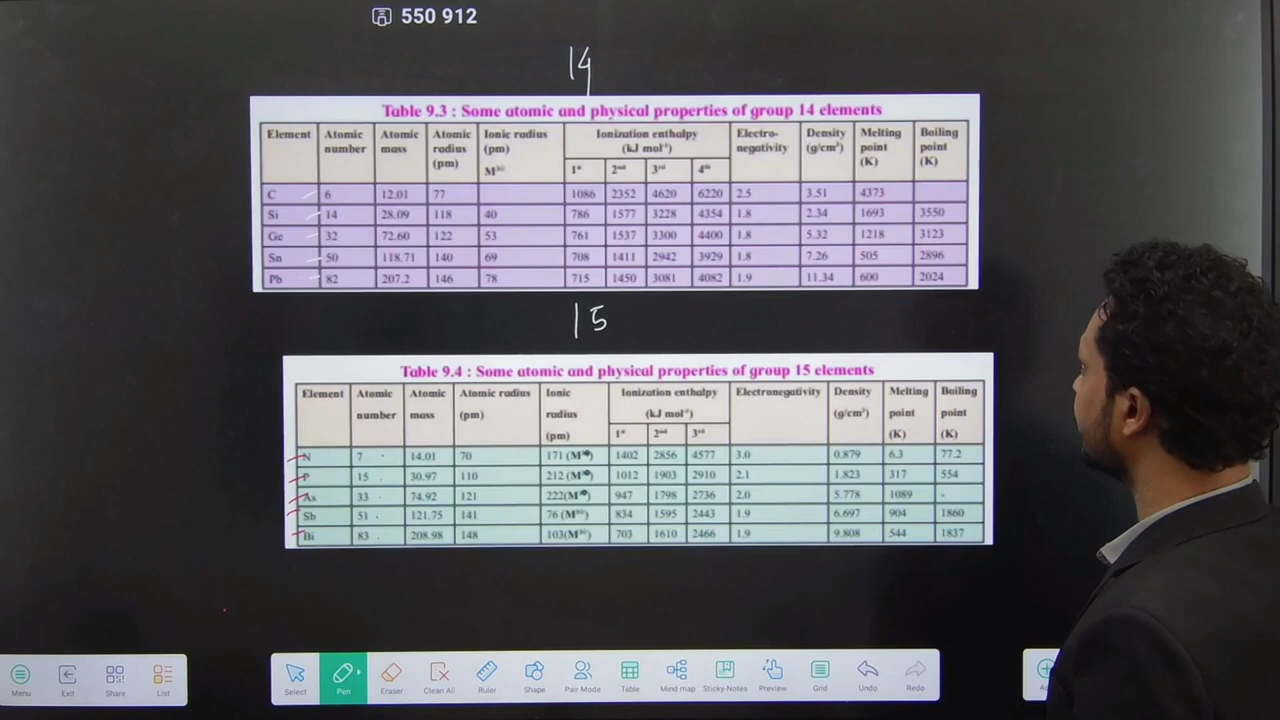 550 912
14
Table 9.3 : Some atomic and physical properties of group 14 elements
Element Atomic number Atomic mass Atomic radius (pm) Ionic radius (pm) Ionization enthalpy (kJ mol⁻¹) Electro-negativity Density (g/cm³) Melting point (K) Boiling point (K)
1st 2nd 3rd 4th
C 6 12.01 77 1086 2352 4620 6220 2.5 3.51 4373
Si 14 28.09 118 40 786 1577 3228 4354 1.8 2.34 1693 3550
Ge 32 72.60 122 53 761 1537 3300 4400 1.8 5.32 1218 3123
Sn 50 118.71 140 69 708 1411 2942 3929 1.8 7.26 505 2896
Pb 82 207.2 146 78 715 1450 3081 4082 1.9 11.34 600 2024
15
Table 9.4 : Some atomic and physical properties of group 15 elements
Element Atomic number Atomic mass Atomic radius (pm) Ionic radius (pm) Ionization enthalpy (kJ mol⁻¹) Electronegativity Density (g/cm³) Melting point (K) Boiling point (K)
1st 2nd 3rd
N 7 14.01 70 171 1402 2856 4577 3.0 0.879 6.3 77.2
P 15 30.97 110 212 1012 1903 2910 2.1 1.823 317 554
As 33 74.92 121 222 947 1798 2736 2.0 5.778 1089 -
Sb 51 121.75 141 76 834 1595 2443 1.9 6.697 904 1860
Bi 83 208.98 148 103 703 1610 2466 1.9 9.808 544 1837
Menu Exit Share List Select Pen Eraser Clean All Ruler Shape Pair Mode Table Mind map Sticky-Notes Preview Grid Undo Redo